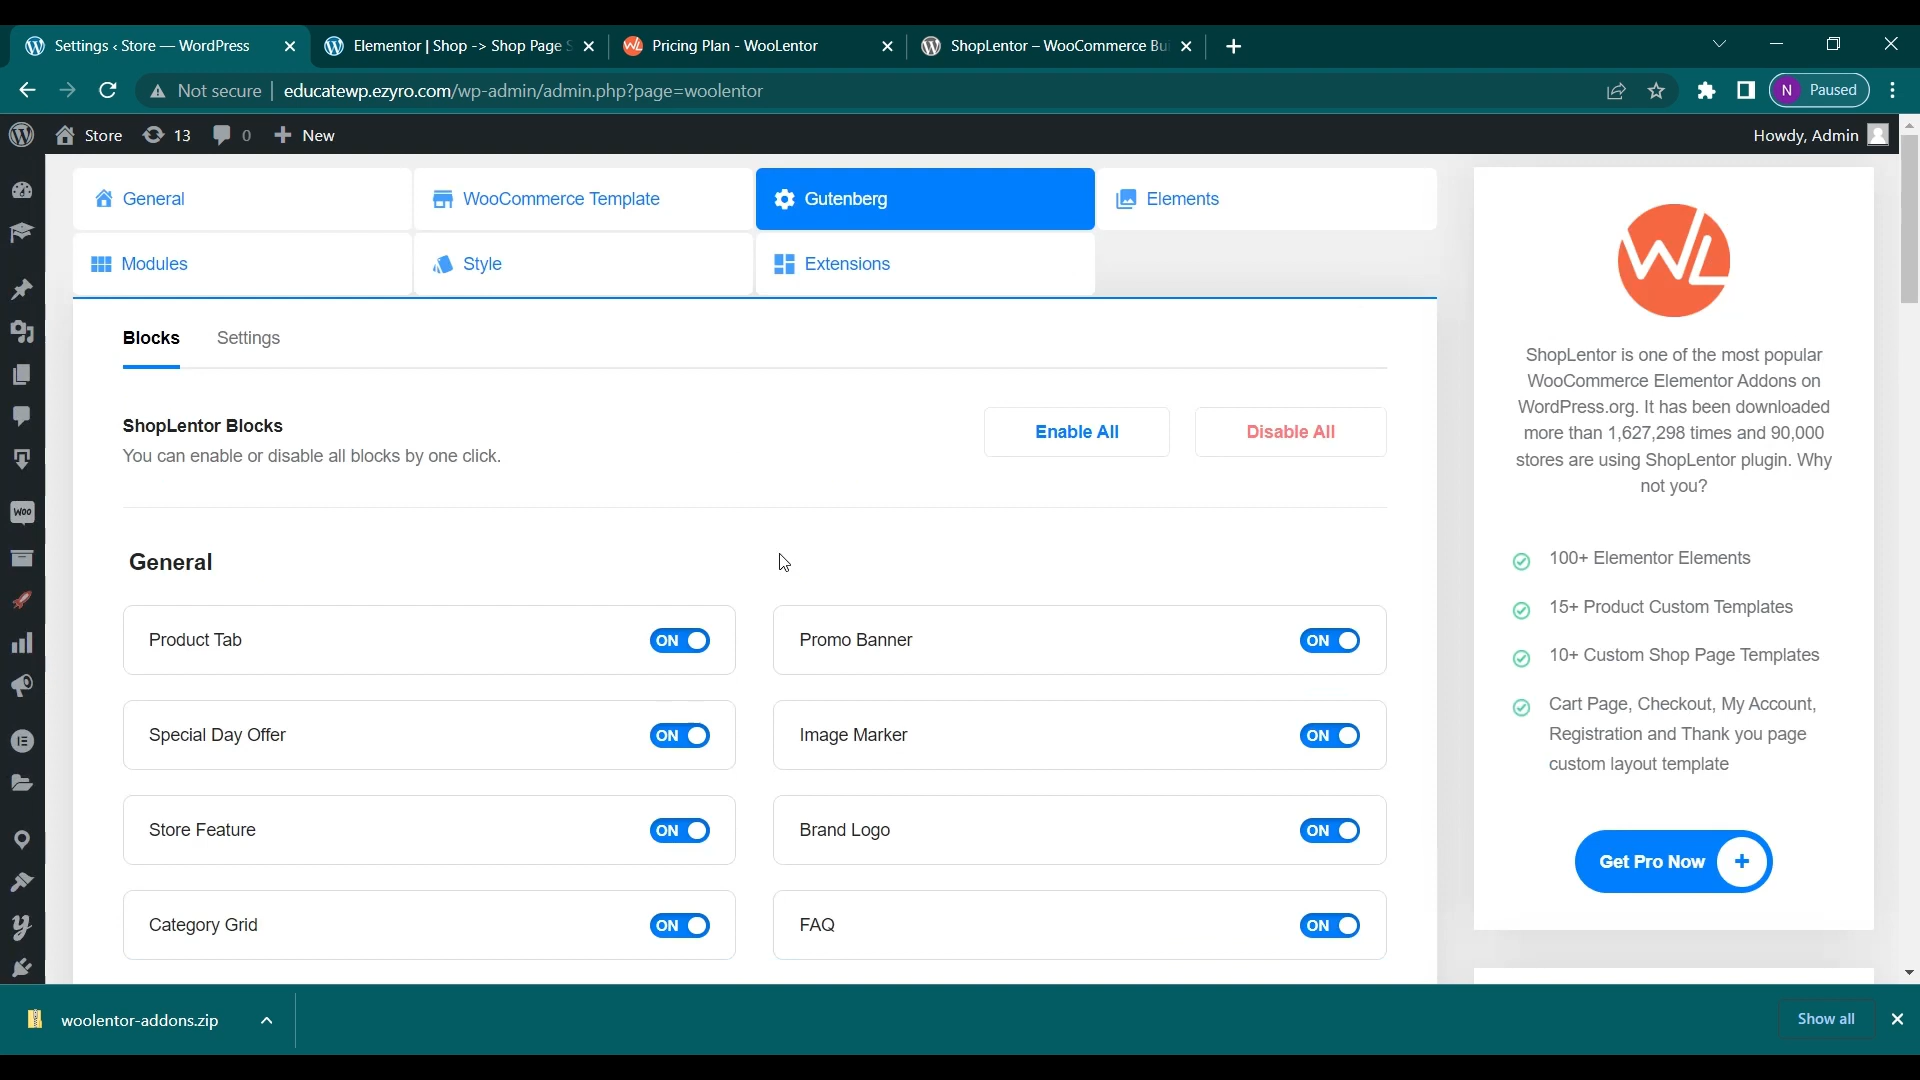 Settings ‹ Store — WordPress
Elementor | Shop -> Shop Page S
Pricing Plan - WooLentor
ShopLentor – WooCommerce Bui
Not secure
educatewp.ezyro.com/wp-admin/admin.php?page=woolentor
N
Paused
Store
13
0
New
Howdy, Admin
General
WooCommerce Template
Gutenberg
Elements
Modules
Style
Extensions
Blocks
Settings
ShopLentor Blocks
You can enable or disable all blocks by one click.
Enable All
Disable All
General
Product Tab
ON
Promo Banner
ON
Special Day Offer
ON
Image Marker
ON
Store Feature
ON
Brand Logo
ON
Category Grid
ON
FAQ
ON
WL
ShopLentor is one of the most popular
WooCommerce Elementor Addons on
WordPress.org. It has been downloaded
more than 1,627,298 times and 90,000
stores are using ShopLentor plugin. Why
not you?
100+ Elementor Elements
15+ Product Custom Templates
10+ Custom Shop Page Templates
Cart Page, Checkout, My Account,
Registration and Thank you page
custom layout template
Get Pro Now
Woo
woolentor-addons.zip
Show all